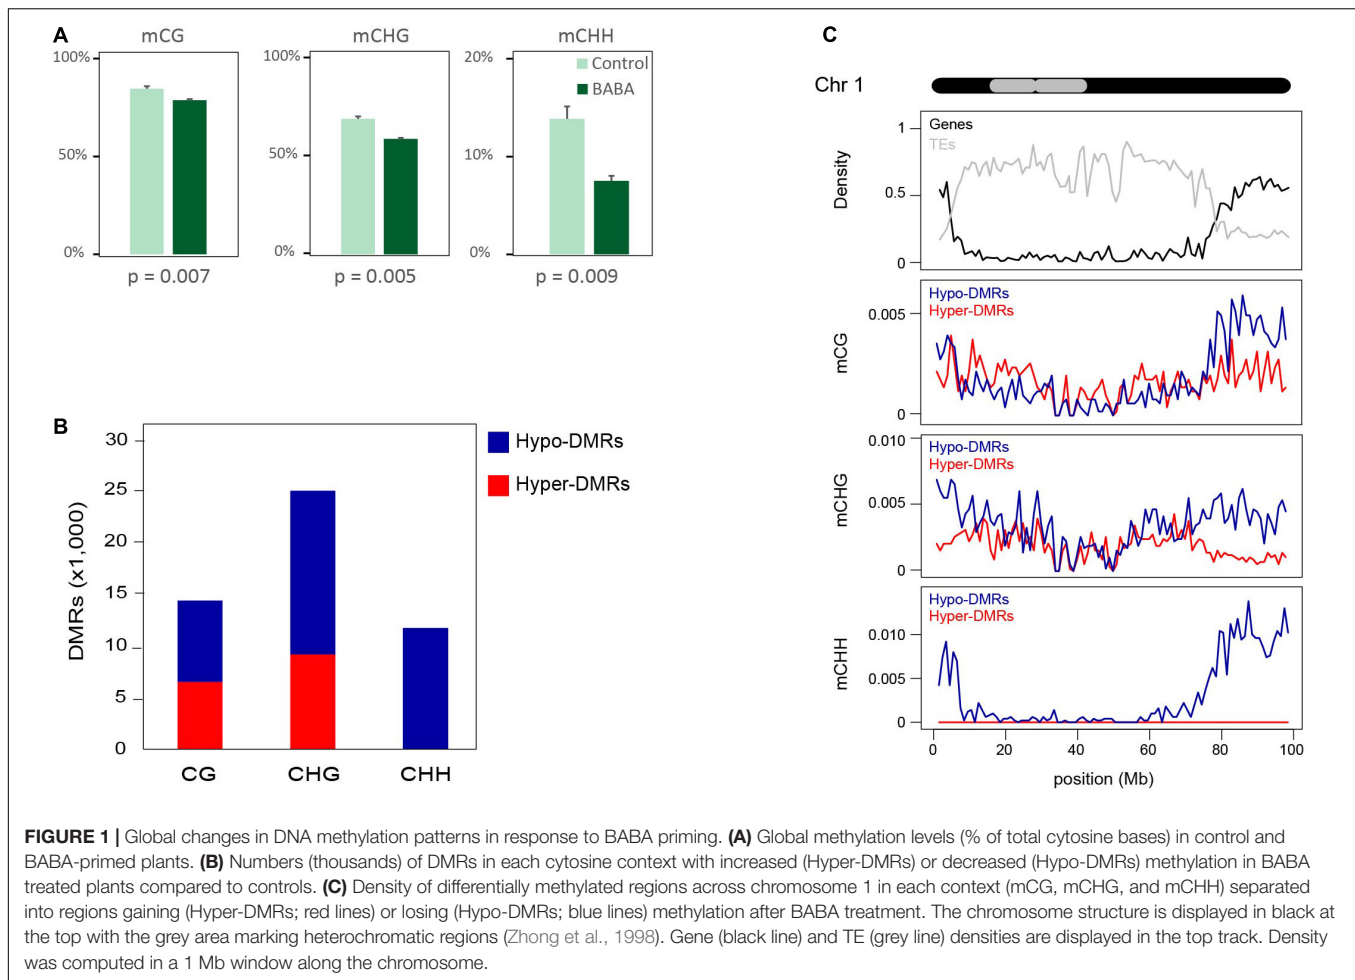 A
mCG
mCHG
mCHH
100%
50%
0%
100%
50%
0%
20%
10%
0%
Control
BABA
p = 0.007
p = 0.005
p = 0.009
B
30
25
20
15
10
5
0
DMRs (x1,000)
CG
CHG
CHH
Hypo-DMRs
Hyper-DMRs
C
Chr 1
Genes
TEs
Density
1
0.5
0
Hypo-DMRs
Hyper-DMRs
mCG
0.005
0
Hypo-DMRs
Hyper-DMRs
mCHG
0.010
0.005
0
Hypo-DMRs
Hyper-DMRs
mCHH
0.010
0.005
0
0 20 40 60 80 100
position (Mb)
FIGURE 1 | Global changes in DNA methylation patterns in response to BABA priming. (A) Global methylation levels (% of total cytosine bases) in control and
BABA-primed plants. (B) Numbers (thousands) of DMRs in each cytosine context with increased (Hyper-DMRs) or decreased (Hypo-DMRs) methylation in BABA
treated plants compared to controls. (C) Density of differentially methylated regions across chromosome 1 in each context (mCG, mCHG, and mCHH) separated
into regions gaining (Hyper-DMRs; red lines) or losing (Hypo-DMRs; blue lines) methylation after BABA treatment. The chromosome structure is displayed in black at
the top with the grey area marking heterochromatic regions (Zhong et al., 1998). Gene (black line) and TE (grey line) densities are displayed in the top track. Density
was computed in a 1 Mb window along the chromosome.